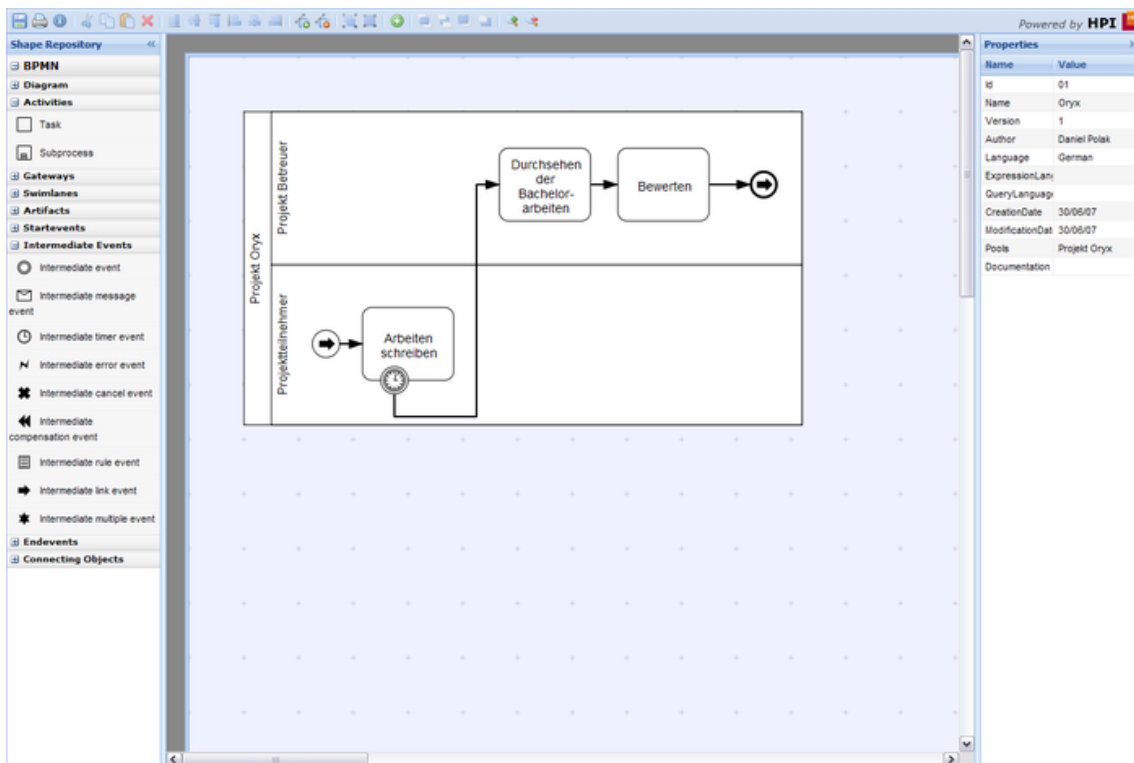 Powered by HPI
Shape Repository
BPMN
Diagram
Activities
Task
Subprocess
Gateways
Swimlanes
Artifacts
Startevents
Intermediate Events
Intermediate event
Intermediate message
event
Intermediate timer event
Intermediate error event
Intermediate cancel event
Intermediate
compensation event
Intermediate rule event
Intermediate link event
Intermediate multiple event
Endevents
Connecting Objects
Projekt Oryx
Projekt Betreuer
Durchsehen
der
Bachelor-
arbeiten
Bewerten
Projektteilnehmer
Arbeiten
schreiben
Properties
Name Value
Id 01
Name Oryx
Version 1
Author Daniel Polak
Language German
ExpressionLang
QueryLanguage
CreationDate 30/06/07
ModificationDat 30/06/07
Pools Projekt Oryx
Documentation